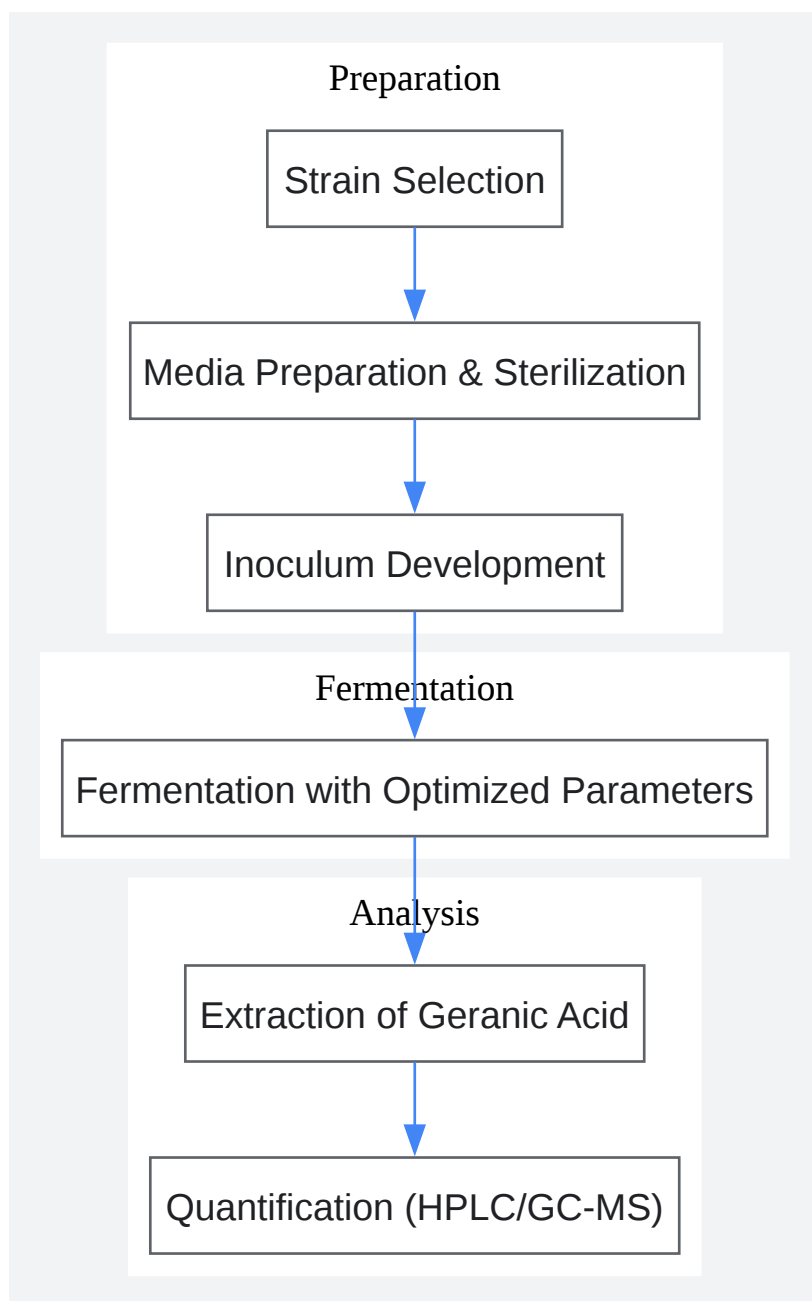 Preparation
Strain Selection
Media Preparation & Sterilization
Inoculum Development
Fermentation
Fermentation with Optimized Parameters
Analysis
Extraction of Geranic Acid
Quantification (HPLC/GC-MS)